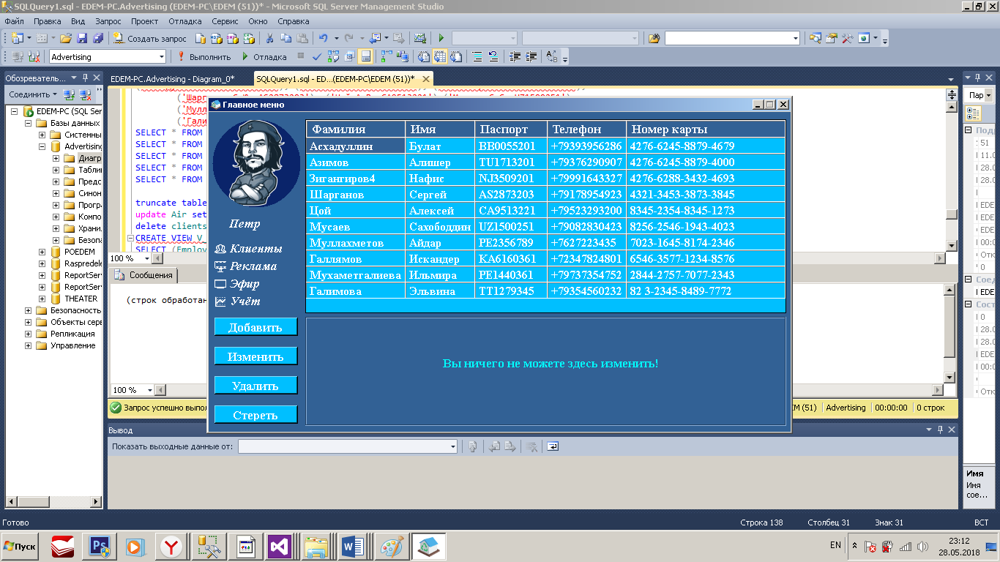 SQLQuery1.sql - EDEM-PC.Advertising (EDEM-PC\EDEM (51))* - Microsoft SQL Server Management Studio
Файл Правка Вид Запрос Проект Отладка Сервис Окно Справка
Создать запрос
Advertising Выполнить Отладка
Обозреватель... EDEM-PC.Advertising - Diagram_0* SQLQuery1.sql - ED...(EDEM-PC\EDEM (51))*
Соединить
EDEM-PC (SQL Ser
Базы данных
Системны
Advertising
Диагр
Таблиц
Предс
Синон
Програ
Компо
Храни
Безопа
POEDEM
Raspredele
ReportServ
ReportServ
THEATER
Безопасность
Объекты серв
Репликация
Управление
('Шарг
('Мулл
('Гали
SELECT * FROM
SELECT * FROM
SELECT * FROM
SELECT * FROM
SELECT * FROM
truncate table
update Air set
delete clients
CREATE VIEW V
SELECT (Employ
100 %
Сообщения
(строк обработан
100 %
Запрос успешно выпол
EM (51) Advertising 00:00:00 0 строк
Главное меню
Петр
Клиенты
Реклама
Эфир
Учёт
Добавить
Изменить
Удалить
Стереть
Фамилия Имя Паспорт Телефон Номер карты
Асхадуллин Булат BB0055201 +79393956286 4276-6245-8879-4679
Азимов Алишер TU1713201 +79376290907 4276-6245-8879-4000
Зигангиров4 Нафис NJ3509201 +79991643327 4276-6288-3432-4693
Шарганов Сергей AS2873203 +79178954923 4321-3453-3873-3845
Цой Алексей CA9513221 +79523293200 8345-2354-8345-1273
Мусаев Сахободдин UZ1500251 +79082830423 8256-2546-1943-4023
Муллахметов Айдар PE2356789 +7627223435 7023-1645-8174-2346
Галлямов Искандер KA6160361 +72347824801 6546-3577-1234-8576
Мухаметгалиева Ильмира PE1440361 +79737354752 2844-2757-7077-2343
Галимова Эльвина TT1279345 +79354560232 82 3-2345-8489-7772
Вы ничего не можете здесь изменить!
Вывод
Показать выходные данные от:
Пар
51
11.0
28.0
28.0
EDE
EDE
EDE
00:0
Отк
0
Соед
EDE
Сост
0
28.0
28.0
EDE
00:0
Отк
Имя
Имя
сое...
Готово Строка 138 Столбец 31 Знак 31 ВСТ
Пуск EN 23:12
28.05.2018